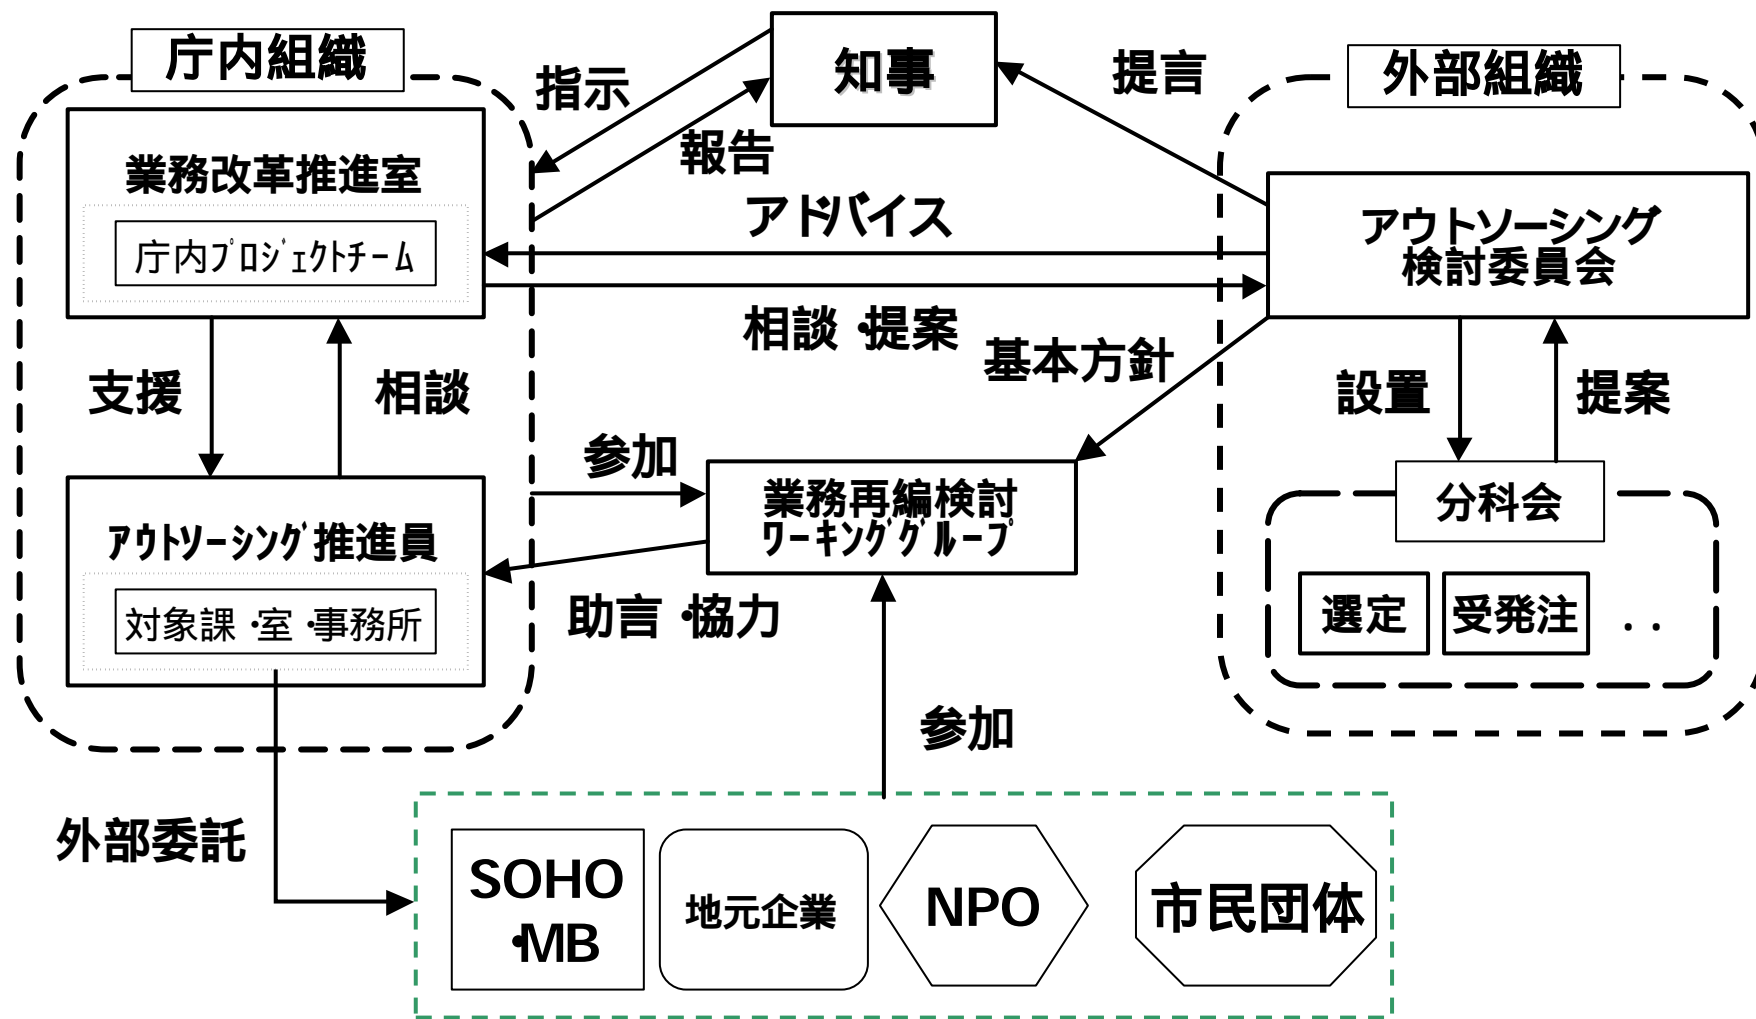 庁内組織
知事
外部組織
指示
提言
報告
業務改革推進室
庁内ﾌﾟﾛｼﾞｪｸﾄﾁｰﾑ
アドバイス
アウトソーシング
検討委員会
相談・提案
基本方針
支援
相談
設置
提案
参加
業務再編検討
ﾜｰｷﾝｸﾞｸﾞﾙｰﾌﾟ
分科会
ｱｳﾄｿｰｼﾝｸﾞ推進員
対象課・室・事務所
助言・協力
選定
受発注
. .
参加
外部委託
SOHO
・MB
地元企業
NPO
市民団体